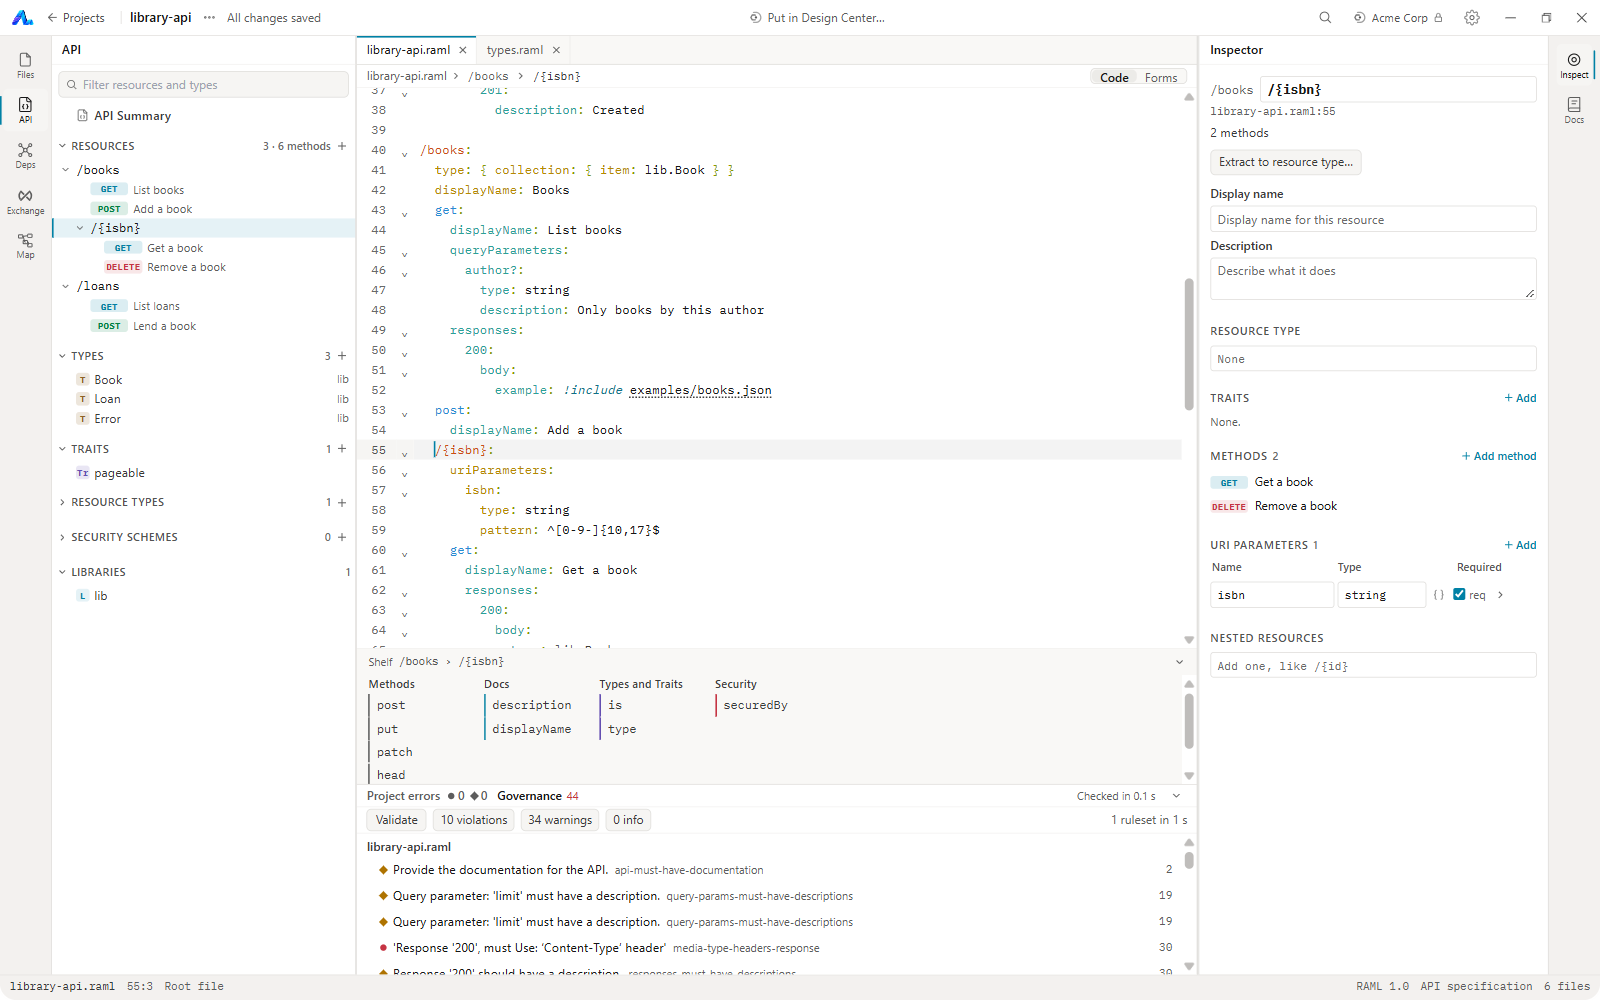 Projects
library-api
All changes saved
Put in Design Center...
Acme Corp
Files
API
Deps
Exchange
Map
API
Filter resources and types
API Summary
RESOURCES 3 · 6 methods
/books
GET List books
POST Add a book
/{isbn}
GET Get a book
DELETE Remove a book
/loans
GET List loans
POST Lend a book
TYPES 3
T Book lib
T Loan lib
T Error lib
TRAITS 1
Tr pageable
RESOURCE TYPES 1
SECURITY SCHEMES 0
LIBRARIES 1
L lib
library-api.raml
types.raml
library-api.raml › /books › /{isbn}
Code Forms
37 201:
38 description: Created
39
40 /books:
41 type: { collection: { item: lib.Book } }
42 displayName: Books
43 get:
44 displayName: List books
45 queryParameters:
46 author?:
47 type: string
48 description: Only books by this author
49 responses:
50 200:
51 body:
52 example: !include examples/books.json
53 post:
54 displayName: Add a book
55 /{isbn}:
56 uriParameters:
57 isbn:
58 type: string
59 pattern: ^[0-9-]{10,17}$
60 get:
61 displayName: Get a book
62 responses:
63 200:
64 body:
Shelf /books › /{isbn}
Methods Docs Types and Traits Security
post description is securedBy
put displayName type
patch
head
Project errors 0 0 Governance 44
Checked in 0.1 s
Validate 10 violations 34 warnings 0 info
1 ruleset in 1 s
library-api.raml
Provide the documentation for the API. api-must-have-documentation 2
Query parameter: 'limit' must have a description. query-params-must-have-descriptions 19
Query parameter: 'limit' must have a description. query-params-must-have-descriptions 19
'Response '200', must Use: 'Content-Type' header' media-type-headers-response 30
Response '200' should have a description. responses-must-have-descriptions 30
Inspector
/books /{isbn}
library-api.raml:55
2 methods
Extract to resource type...
Display name
Display name for this resource
Description
Describe what it does
RESOURCE TYPE
None
TRAITS + Add
None.
METHODS 2 + Add method
GET Get a book
DELETE Remove a book
URI PARAMETERS 1 + Add
Name Type Required
isbn string {} req
NESTED RESOURCES
Add one, like /{id}
Inspect
Docs
library-api.raml 55:3 Root file
RAML 1.0 API specification 6 files